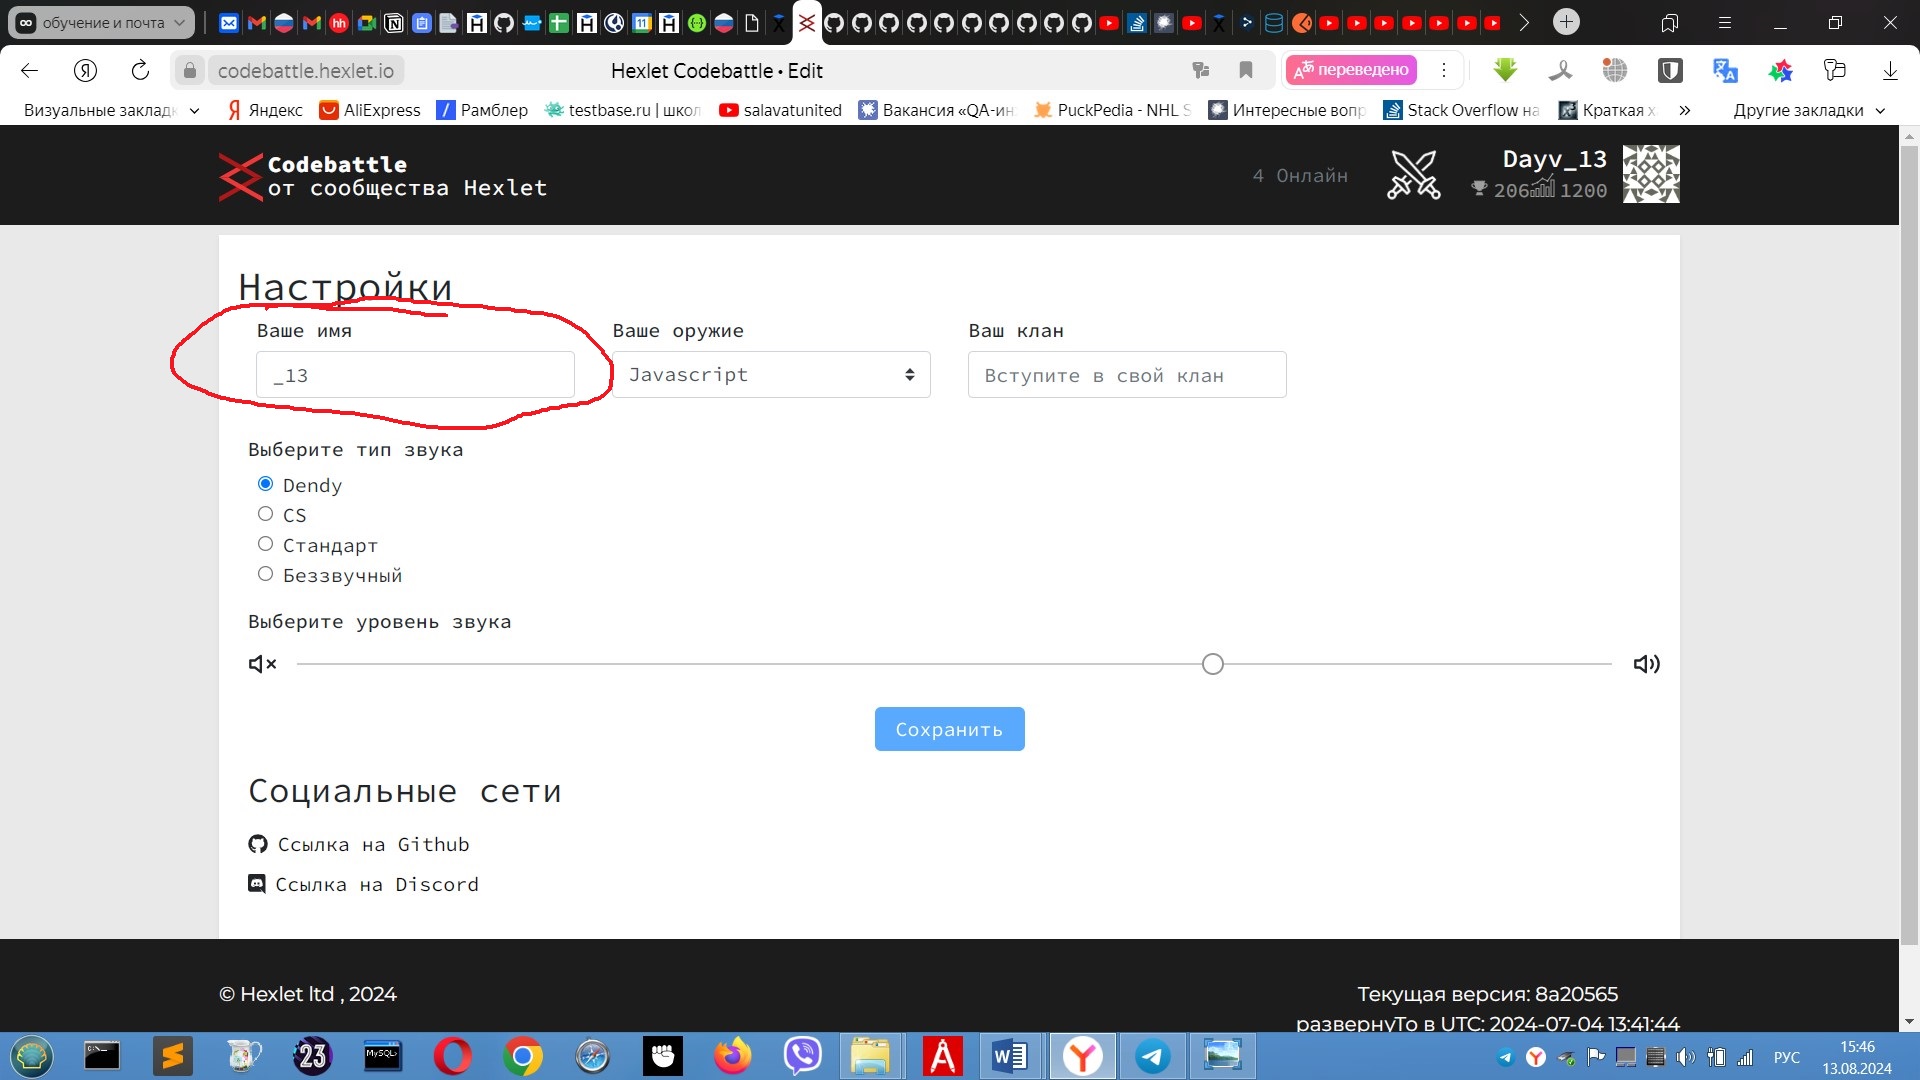 обучение и почта
codebattle.hexlet.io
Hexlet Codebattle • Edit
переведено
Визуальные заклад
Яндекс
AliExpress
Рамблер
testbase.ru | школ
salavatunited
Вакансия «QA-ин
PuckPedia - NHL S
Интересные вопр
Stack Overflow на
Краткая х
»
Другие закладки
Codebattle
от сообщества Hexlet
4 Онлайн
Dayv_13
206 1200
Настройки
Ваше имя
Ваше оружие
Ваш клан
_13
Javascript
Вступите в свой клан
Выберите тип звука
Dendy
CS
Стандарт
Беззвучный
Выберите уровень звука
Сохранить
Социальные сети
Ссылка на Github
Ссылка на Discord
© Hexlet ltd , 2024
Текущая версия: 8a20565
развернуТо в UTC: 2024-07-04 13:41:44
23
MySQL
РУС
15:46
13.08.2024